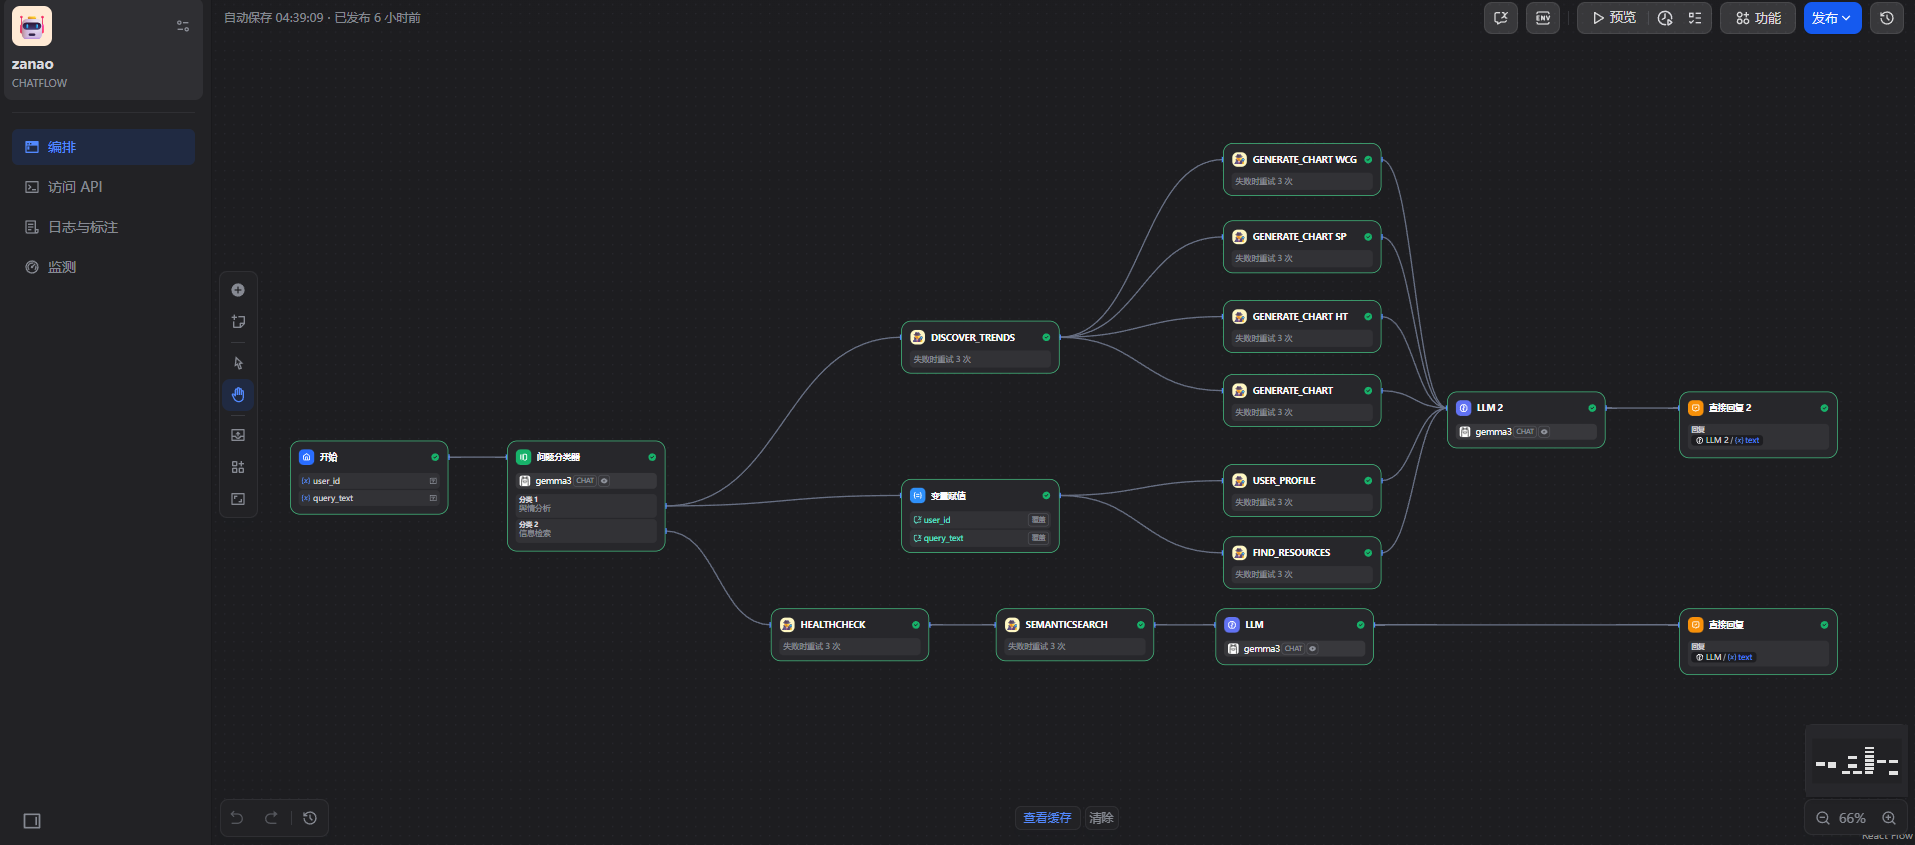 自动保存 04:39:09 · 已发布 6 小时前
预览
功能
发布
zanao
CHATFLOW
编排
访问 API
日志与标注
监测
开始
(x) user_id
(x) query_text
问题分类器
gemma3 CHAT
分类 1
舆情分析
分类 2
信息检索
DISCOVER_TRENDS
失败时重试 3 次
变量赋值
user_id 覆盖
query_text 覆盖
GENERATE_CHART WCG
失败时重试 3 次
GENERATE_CHART SP
失败时重试 3 次
GENERATE_CHART HT
失败时重试 3 次
GENERATE_CHART
失败时重试 3 次
USER_PROFILE
失败时重试 3 次
FIND_RESOURCES
失败时重试 3 次
LLM 2
gemma3 CHAT
直接回复 2
回复
LLM 2 / (x) text
HEALTHCHECK
失败时重试 3 次
SEMANTICSEARCH
失败时重试 3 次
LLM
gemma3 CHAT
直接回复
回复
LLM / (x) text
查看缓存 清除
66%
React Flow
ENV